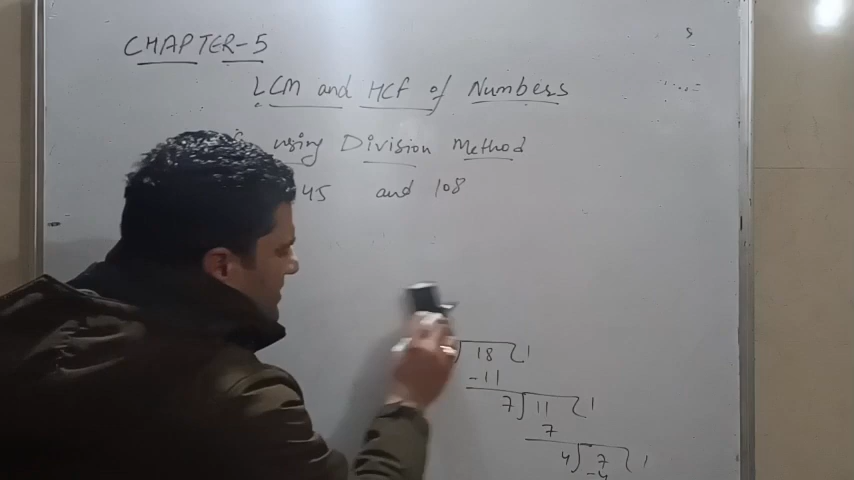 CHAPTER-5
LCM and HCF of Numbers
using Division Method
45 and 108
18 1
-11
7 11 1
7
4 7 1
-4